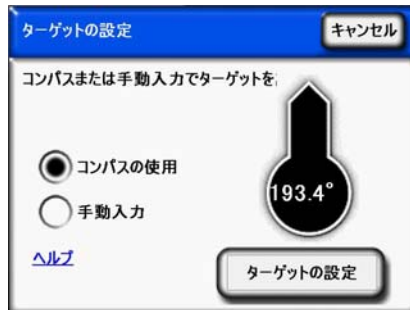 ターゲットの設定
キャンセル
コンパスまたは手動入力でターゲットを
コンパスの使用
193.4°
手動入力
ヘルプ
ターゲットの設定